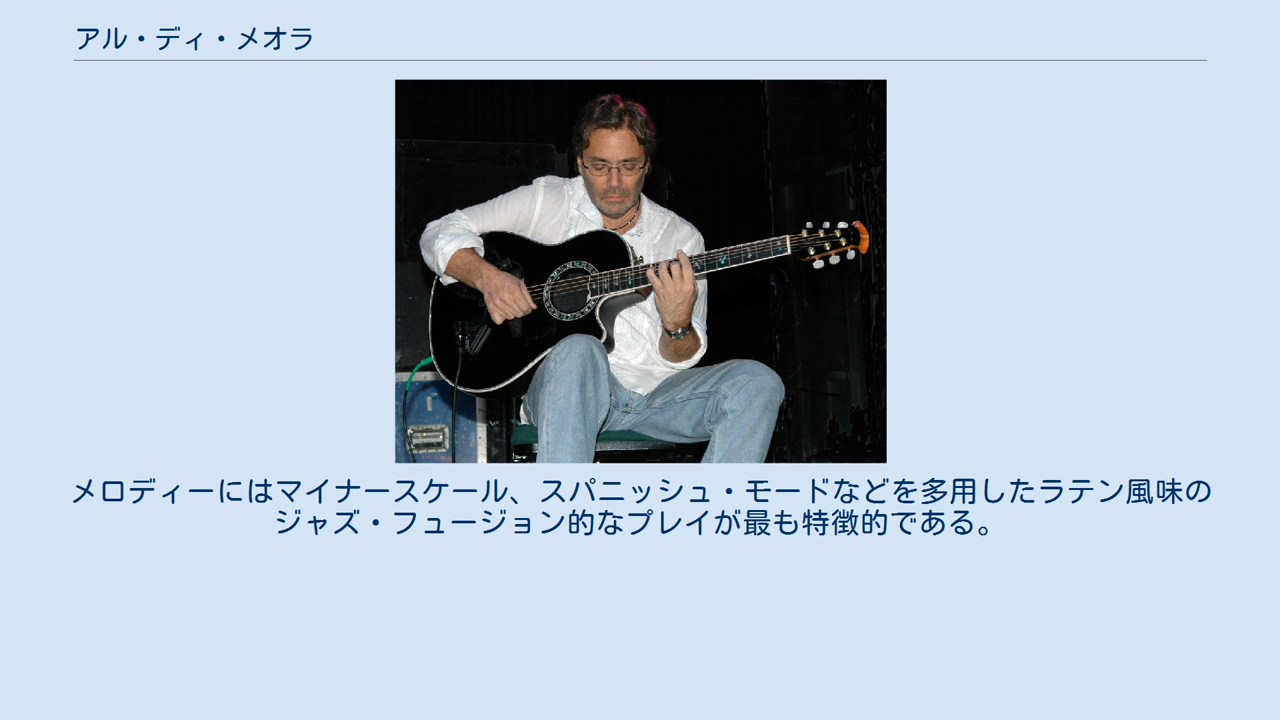 アル・ディ・メオラ
メロディーにはマイナースケール、スパニッシュ・モードなどを多用したラテン風味の
ジャズ・フュージョン的なプレイが最も特徴的である。